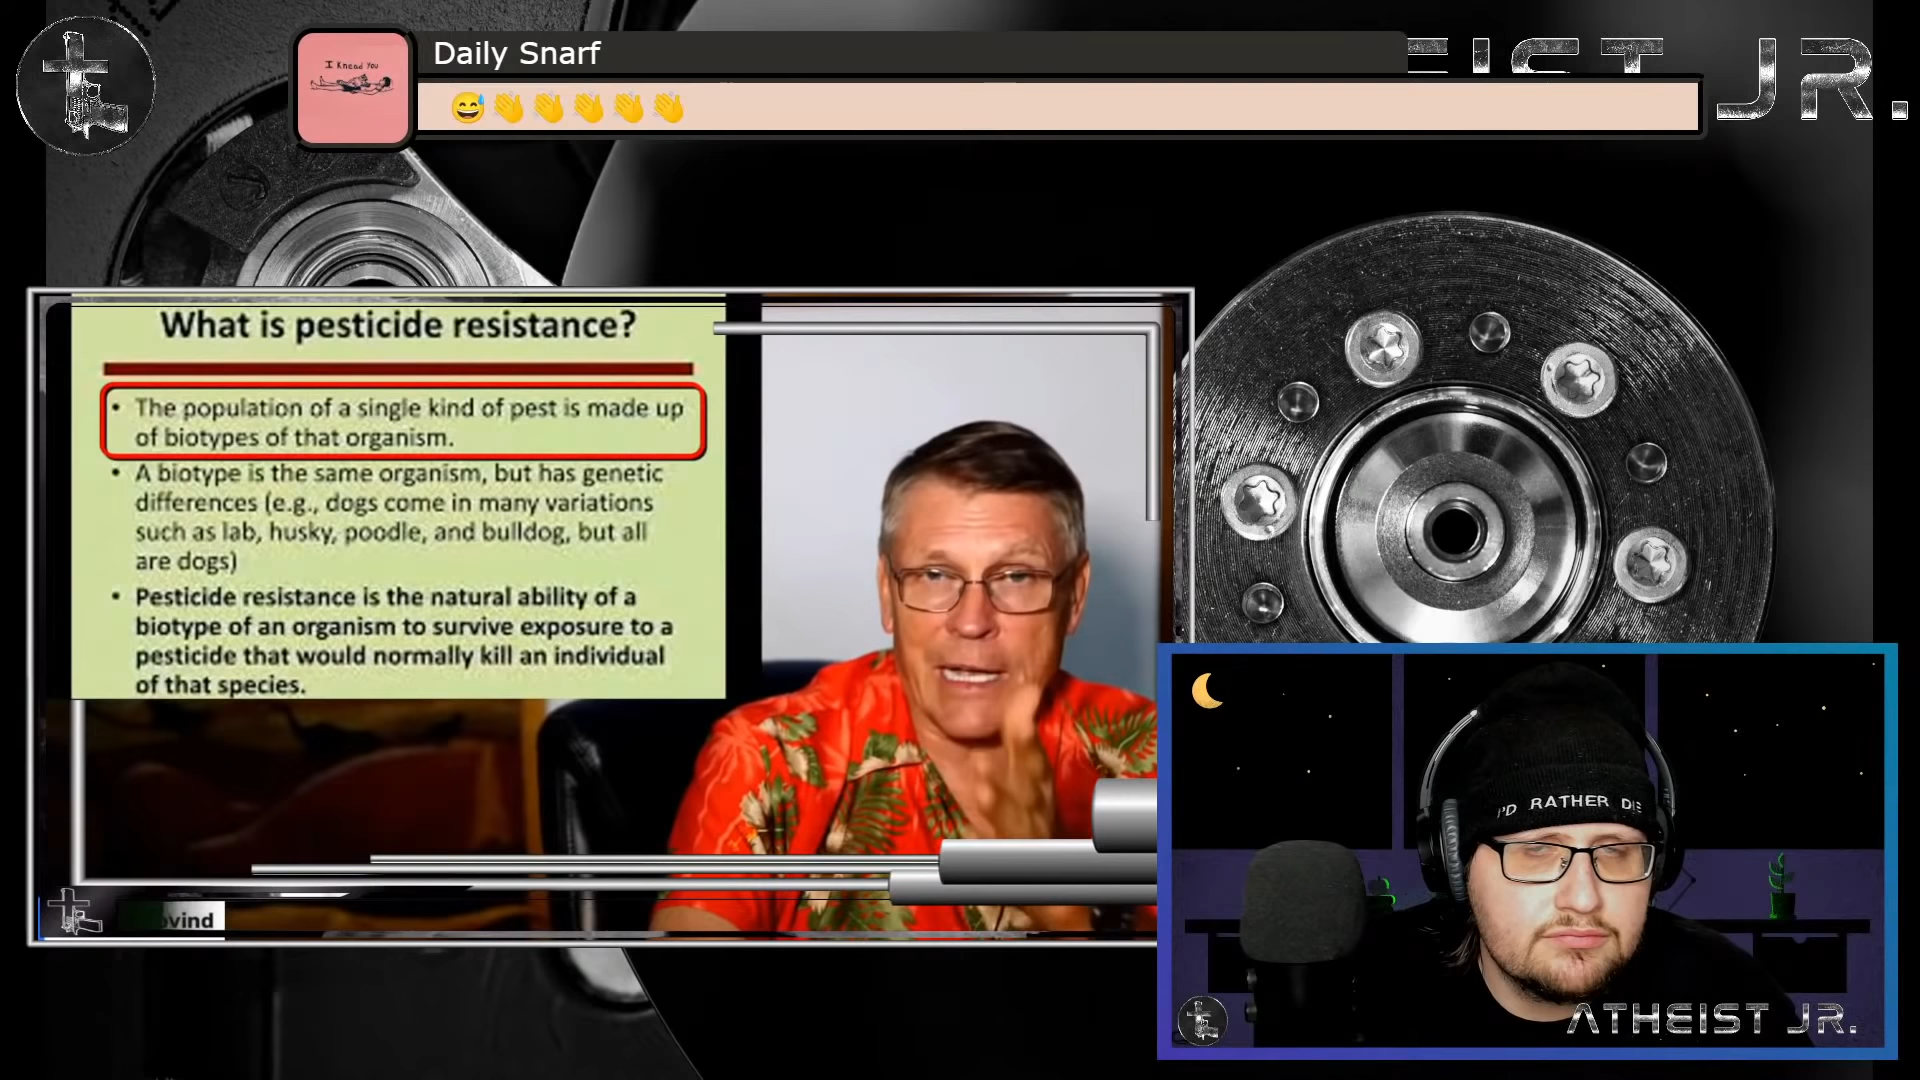 I Knead You
Daily Snarf
EIST JR.
What is pesticide resistance?
• The population of a single kind of pest is made up
of biotypes of that organism.
• A biotype is the same organism, but has genetic
differences (e.g., dogs come in many variations
such as lab, husky, poodle, and bulldog, but all
are dogs)
• Pesticide resistance is the natural ability of a
biotype of an organism to survive exposure to a
pesticide that would normally kill an individual
of that species.
ovind
I'D RATHER DIE
ATHEIST JR.